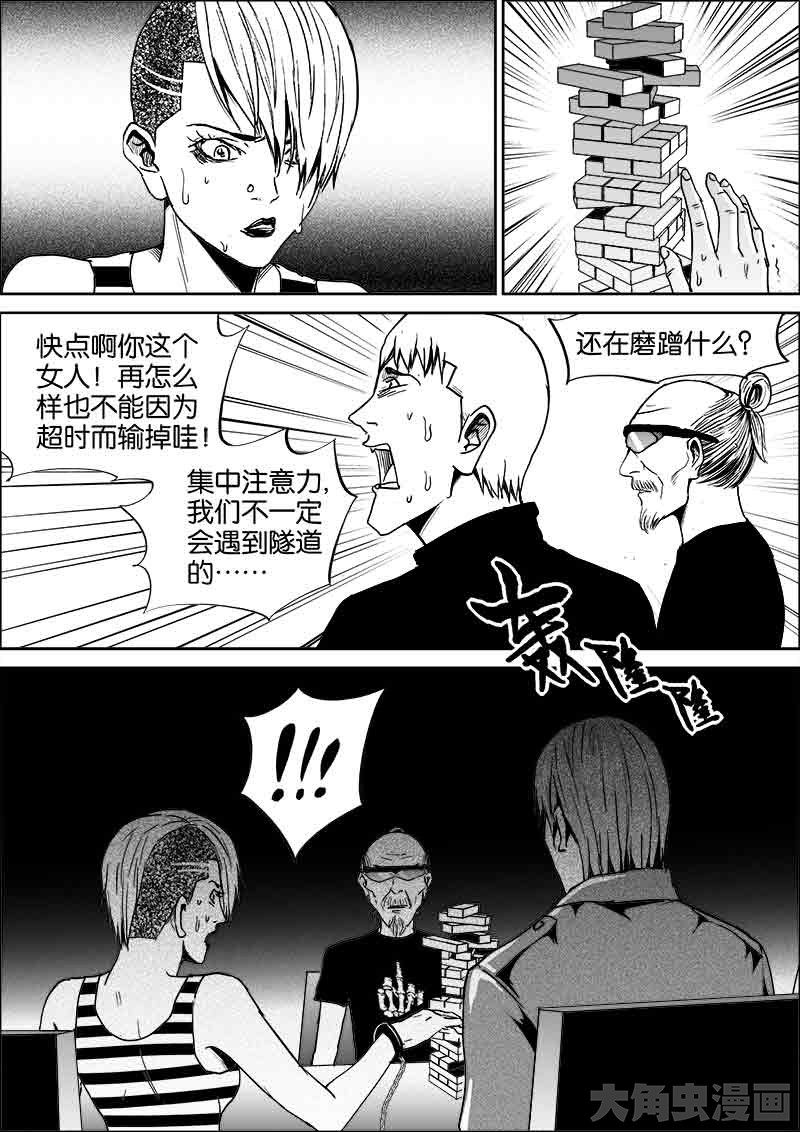 快点啊你这个
女人！再怎么
样也不能因为
超时而输掉哇！
集中注意力,
我们不一定
会遇到隧道
的……
还在磨蹭什么？
轰隆隆
!!!
大角虫漫画